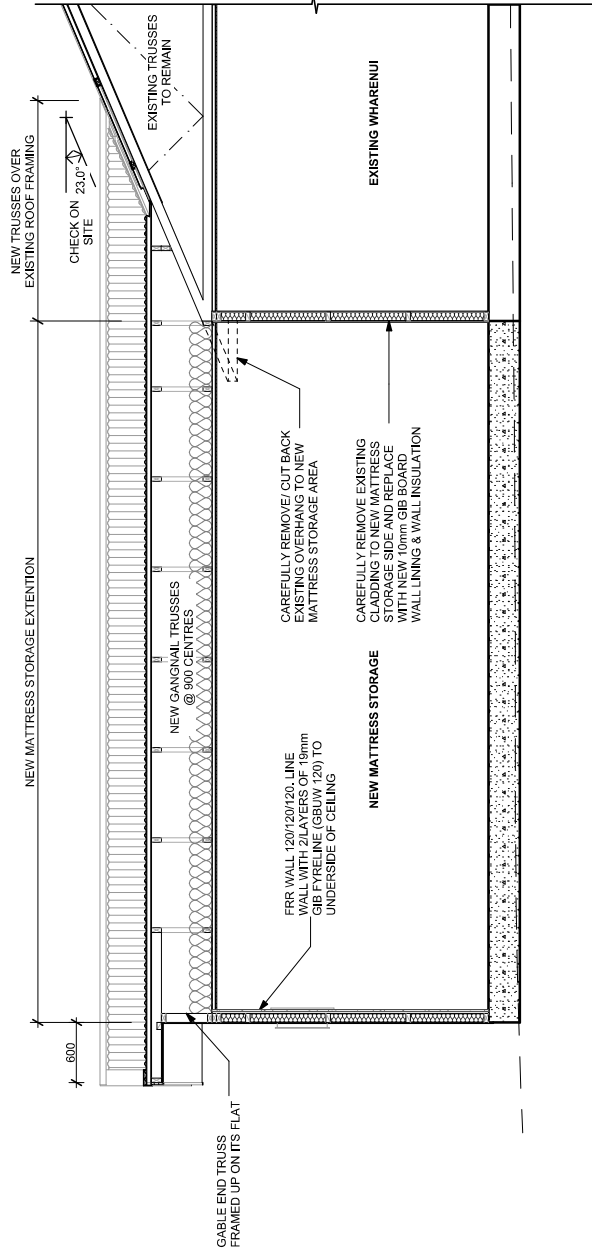 NEW MATTRESS STORAGE EXTENTION
NEW TRUSSES OVER
EXISTING ROOF FRAMING
600
CHECK ON
SITE
23.0°
EXISTING TRUSSES
TO REMAIN
GABLE END TRUSS
FRAMED UP ON ITS FLAT
NEW GANGNAIL TRUSSES
@ 900 CENTRES
FRR WALL 120/120/120. LINE
WALL WITH 2/LAYERS OF 19mm
GIB FYRELINE (GBUW 120) TO
UNDERSIDE OF CEILING
CAREFULLY REMOVE/ CUT BACK
EXISTING OVERHANG TO NEW
MATTRESS STORAGE AREA
NEW MATTRESS STORAGE
CAREFULLY REMOVE EXISTING
CLADDING TO NEW MATTRESS
STORAGE SIDE AND REPLACE
WITH NEW 10mm GIB BOARD
WALL LINING & WALL INSULATION
EXISTING WHARENUI